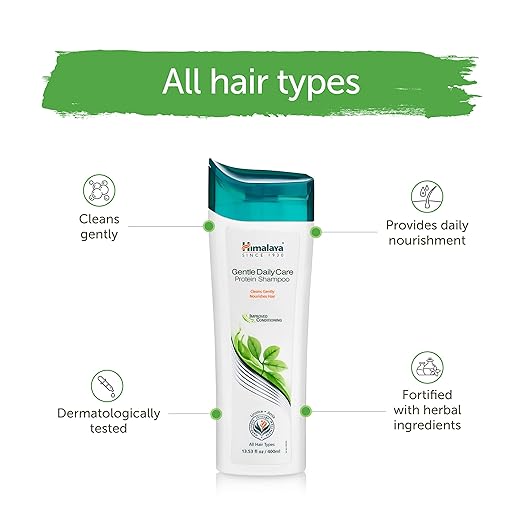 All hair types
Cleans
gently
Provides daily
nourishment
Himalaya
SINCE 1930
Gentle Daily Care
Protein Shampoo
Cleans Gently
Nourishes Hair
IMPROVED
CONDITIONING
Dermatologically
tested
Fortified
with herbal
ingredients
All Hair Types
13.53 fl oz / 400ml